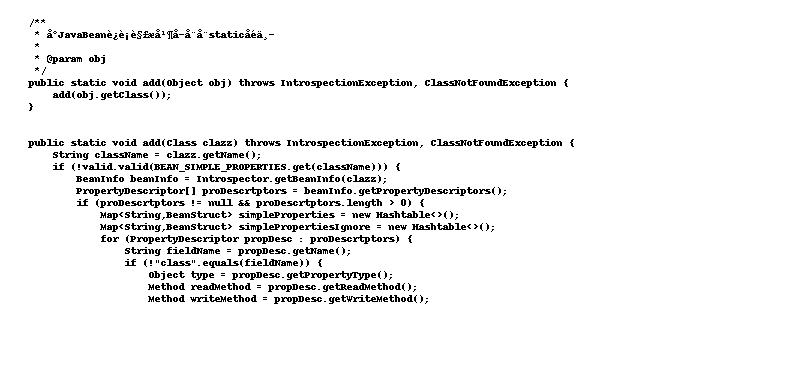 /**
* å°JavaBeanè¿è¡è§£æå¹¶å­å¨å¨staticåéä¸­
*
* @param obj
*/
public static void add(Object obj) throws IntrospectionException, ClassNotFoundException {
add(obj.getClass());
}
public static void add(Class clazz) throws IntrospectionException, ClassNotFoundException {
String className = clazz.getName();
if (!valid.valid(BEAN_SIMPLE_PROPERTIES.get(className))) {
BeanInfo beanInfo = Introspector.getBeanInfo(clazz);
PropertyDescriptor[] proDescrtptors = beanInfo.getPropertyDescriptors();
if (proDescrtptors != null && proDescrtptors.length > 0) {
Map<String,BeanStruct> simpleProperties = new Hashtable<>();
Map<String,BeanStruct> simplePropertiesIgnore = new Hashtable<>();
for (PropertyDescriptor propDesc : proDescrtptors) {
String fieldName = propDesc.getName();
if (!"class".equals(fieldName)) {
Object type = propDesc.getPropertyType();
Method readMethod = propDesc.getReadMethod();
Method writeMethod = propDesc.getWriteMethod();